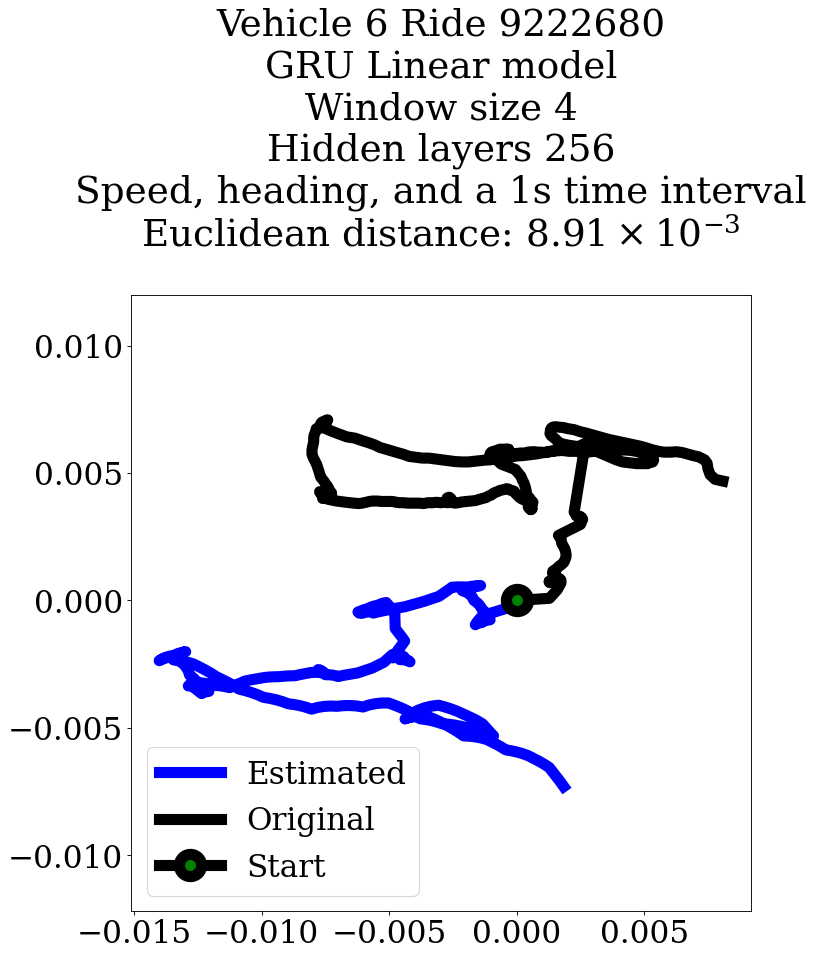 Vehicle 6 Ride 9222680
GRU Linear model
Window size 4
Hidden layers 256
Speed, heading, and a 1s time interval
Euclidean distance: 8.91 × 10⁻³
0.010
0.005
0.000
−0.005
−0.010
Estimated
Original
Start
−0.015 −0.010 −0.005 0.000 0.005